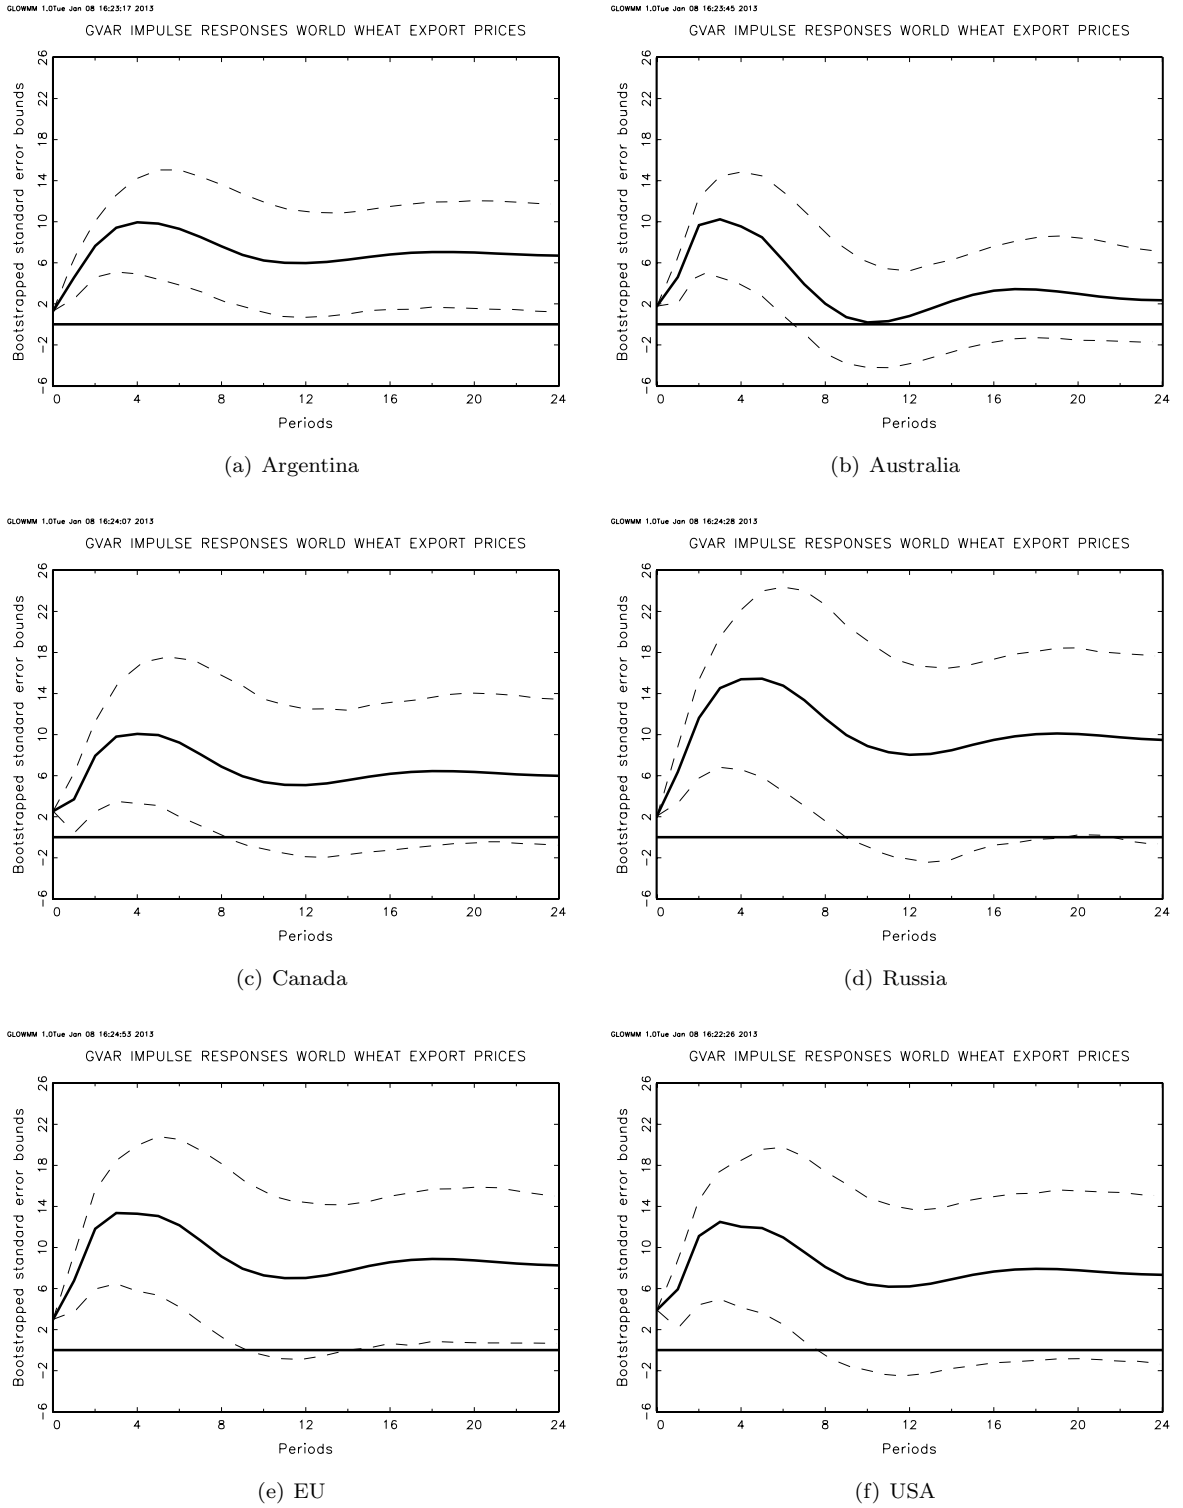 GLOWMM 1.0Tue Jan 08 16:23:17 2013
GVAR IMPULSE RESPONSES WORLD WHEAT EXPORT PRICES
Bootstrapped standard error bounds
26
22
18
14
10
6
2
-2
-6
0 4 8 12 16 20 24
Periods
(a) Argentina
GLOWMM 1.0Tue Jan 08 16:23:45 2013
GVAR IMPULSE RESPONSES WORLD WHEAT EXPORT PRICES
Bootstrapped standard error bounds
26
22
18
14
10
6
2
-2
-6
0 4 8 12 16 20 24
Periods
(b) Australia
GLOWMM 1.0Tue Jan 08 16:24:07 2013
GVAR IMPULSE RESPONSES WORLD WHEAT EXPORT PRICES
Bootstrapped standard error bounds
26
22
18
14
10
6
2
-2
-6
0 4 8 12 16 20 24
Periods
(c) Canada
GLOWMM 1.0Tue Jan 08 16:24:28 2013
GVAR IMPULSE RESPONSES WORLD WHEAT EXPORT PRICES
Bootstrapped standard error bounds
26
22
18
14
10
6
2
-2
-6
0 4 8 12 16 20 24
Periods
(d) Russia
GLOWMM 1.0Tue Jan 08 16:24:53 2013
GVAR IMPULSE RESPONSES WORLD WHEAT EXPORT PRICES
Bootstrapped standard error bounds
26
22
18
14
10
6
2
-2
-6
0 4 8 12 16 20 24
Periods
(e) EU
GLOWMM 1.0Tue Jan 08 16:22:26 2013
GVAR IMPULSE RESPONSES WORLD WHEAT EXPORT PRICES
Bootstrapped standard error bounds
26
22
18
14
10
6
2
-2
-6
0 4 8 12 16 20 24
Periods
(f) USA